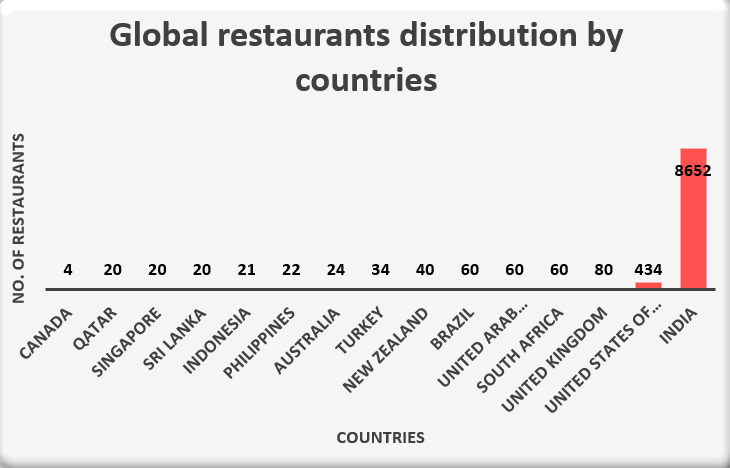 Global restaurants distribution by
countries
NO. OF RESTAURANTS
4
20
20
20
21
22
24
34
40
60
60
60
80
434
8652
CANADA
QATAR
SINGAPORE
SRI LANKA
INDONESIA
PHILIPPINES
AUSTRALIA
TURKEY
NEW ZEALAND
BRAZIL
UNITED ARAB...
SOUTH AFRICA
UNITED KINGDOM
UNITED STATES OF...
INDIA
COUNTRIES